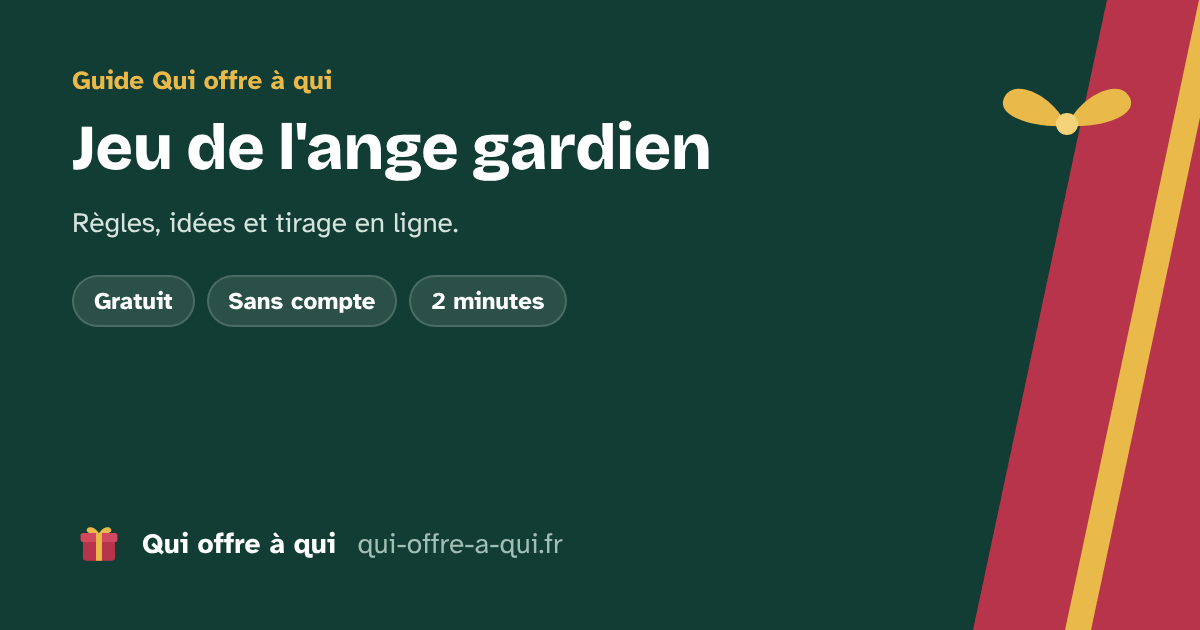 Guide Qui offre à qui
Jeu de l'ange gardien
Règles, idées et tirage en ligne.
Gratuit Sans compte 2 minutes
Qui offre à qui qui-offre-a-qui.fr